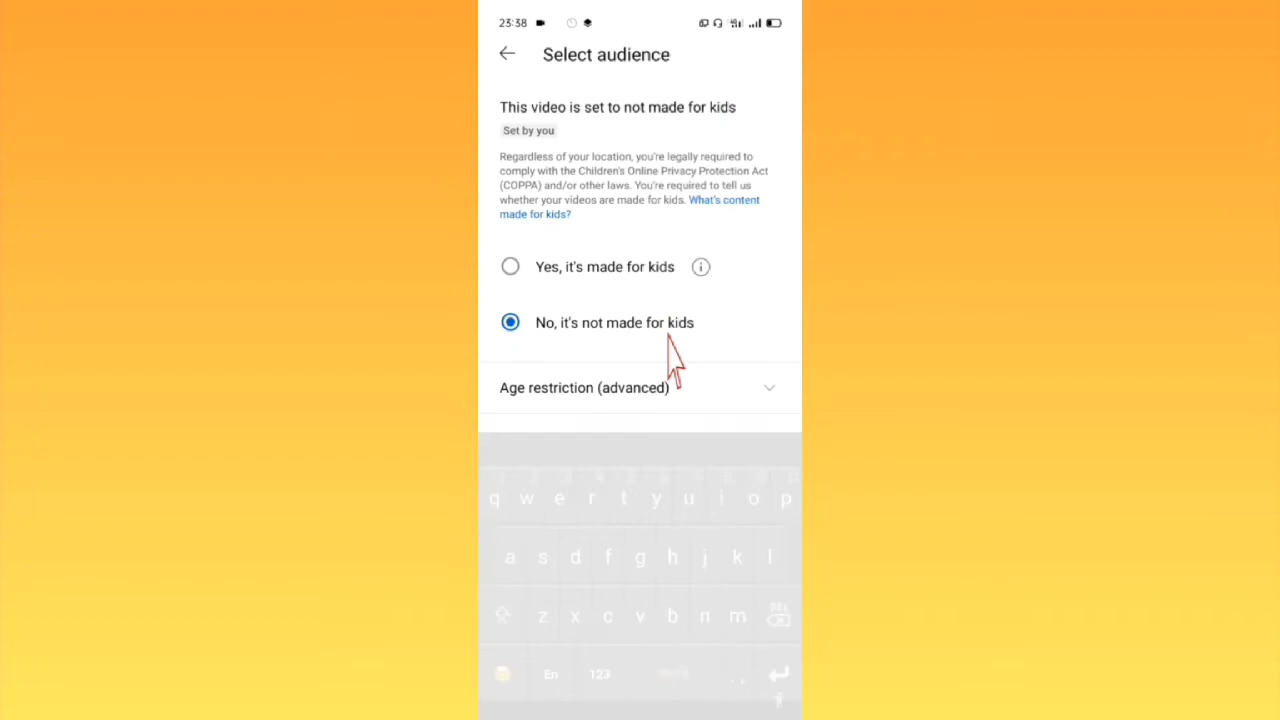 23:38
Select audience
This video is set to not made for kids
Set by you
Regardless of your location, you're legally required to
comply with the Children's Online Privacy Protection Act
(COPPA) and/or other laws. You're required to tell us
whether your videos are made for kids. What's content
made for kids?
Yes, it's made for kids
No, it's not made for kids
Age restriction (advanced)
q w e r t y u i o p
a s d f g h j k l
z x c v b n m DEL
En 123 . ,